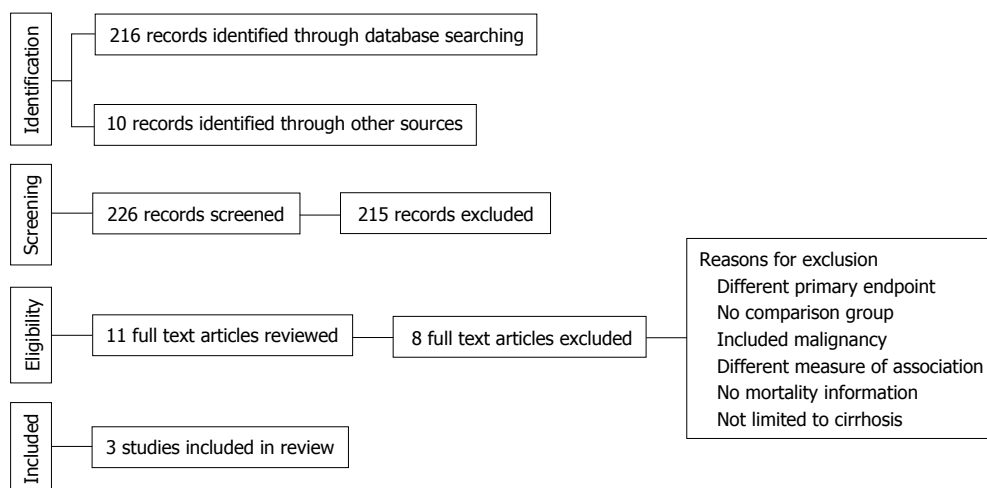 Identification
216 records identified through database searching
10 records identified through other sources
Screening
226 records screened
215 records excluded
Eligibility
11 full text articles reviewed
8 full text articles excluded
Reasons for exclusion
Different primary endpoint
No comparison group
Included malignancy
Different measure of association
No mortality information
Not limited to cirrhosis
Included
3 studies included in review